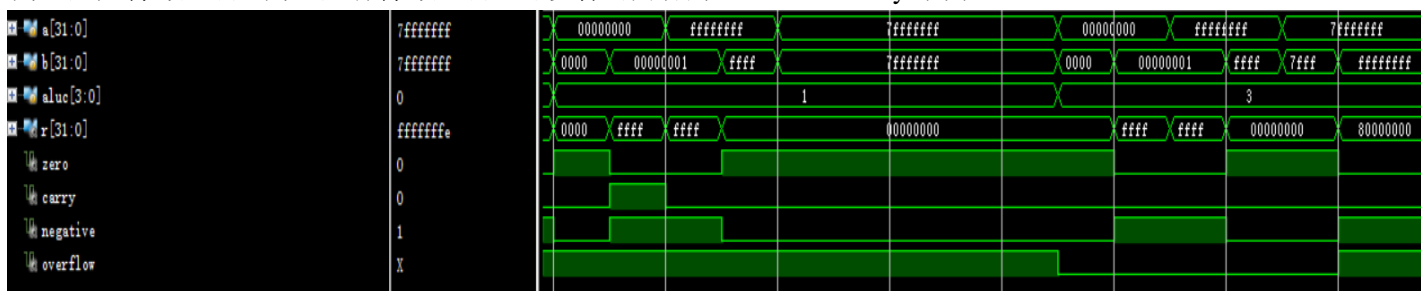 a[31:0] 7fffffff 00000000 ffffffff 7fffffff 00000000 ffffffff 7fffffff
b[31:0] 7fffffff 0000 00000001 ffff 7fffffff 0000 00000001 ffff 7fff ffffffff
aluc[3:0] 0 1 3
r[31:0] fffffffe 0000 ffff ffff 00000000 ffff ffff 00000000 80000000
zero 0
carry 0
negative 1
overflow X